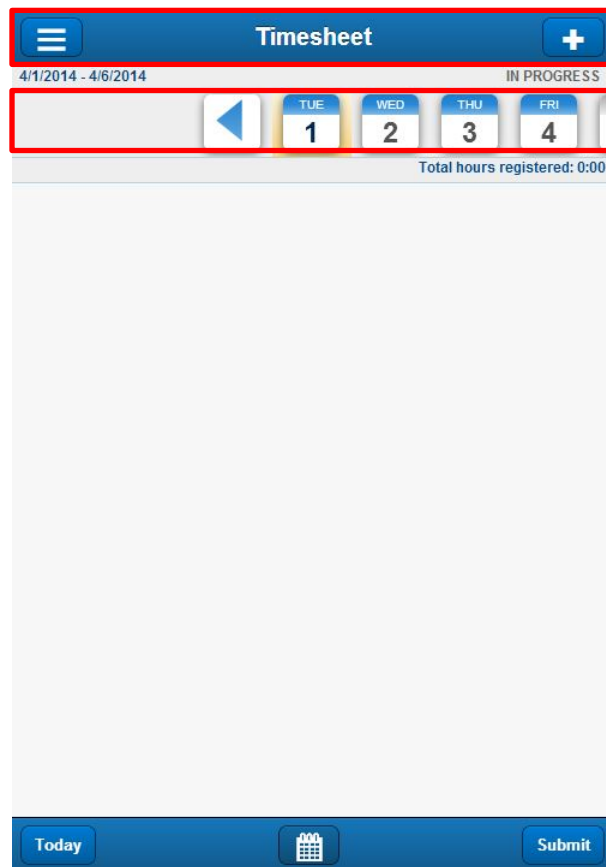 Timesheet
4/1/2014 - 4/6/2014 IN PROGRESS
TUE WED THU FRI
1 2 3 4
Total hours registered: 0:00
Today Submit